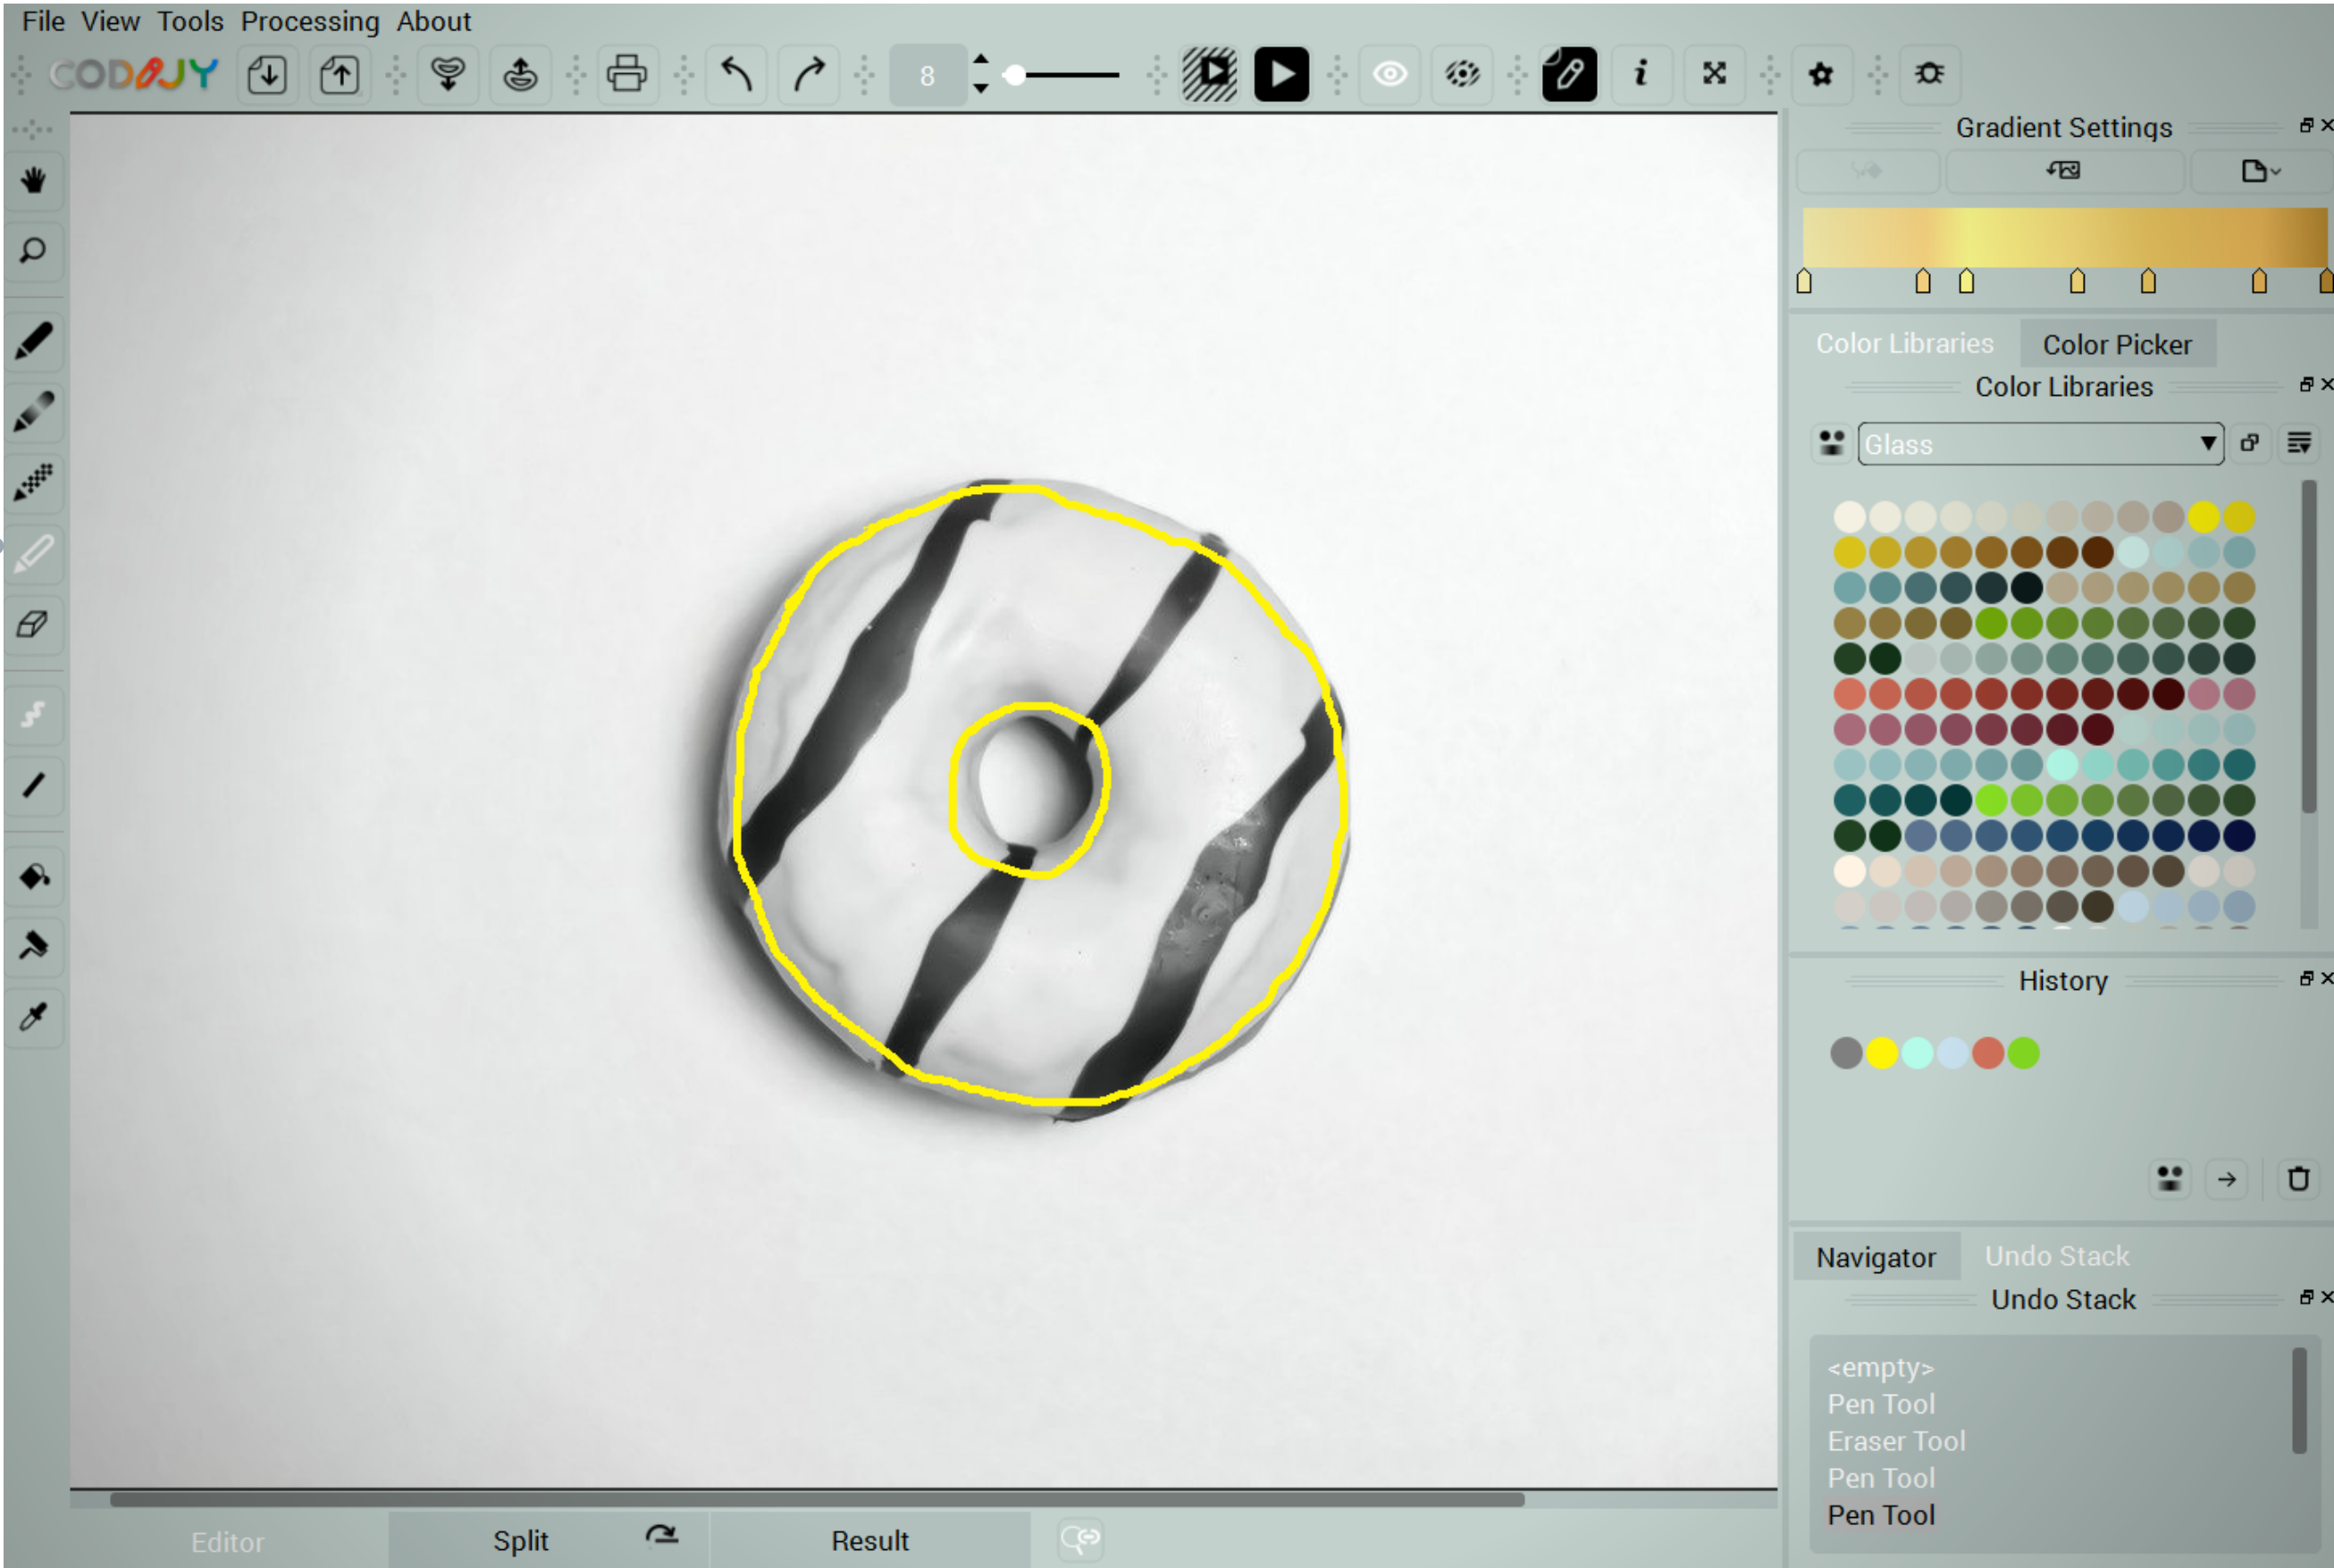 File View Tools Processing About
CODIJY
8
Gradient Settings
Color Libraries Color Picker
Color Libraries
Glass
History
Navigator Undo Stack
Undo Stack
<empty>
Pen Tool
Eraser Tool
Pen Tool
Pen Tool
Editor Split Result